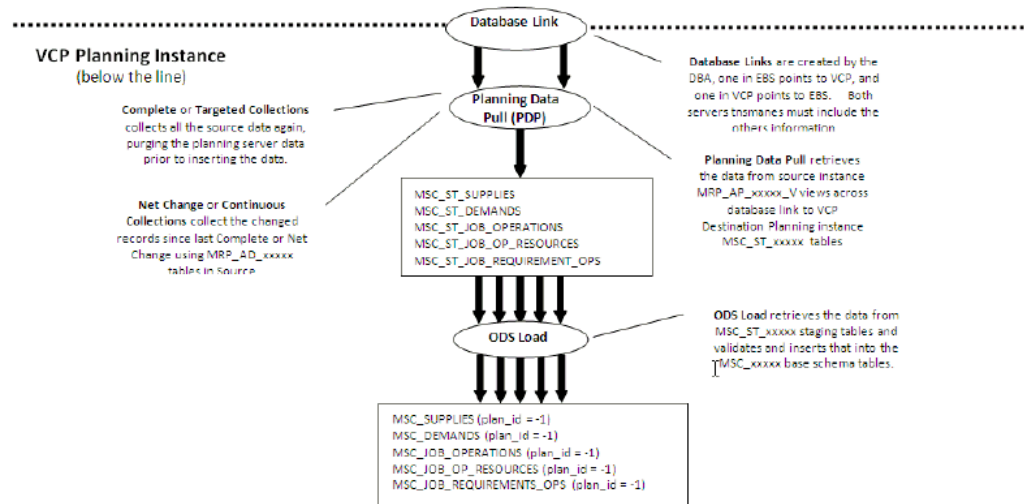 Database Link
VCP Planning Instance
(below the line)
Database Links are created by the
DBA, one in EBS points to VCP, and
one in VCP points to EBS. Both
servers tnsmanes must include the
others information
Complete or Targeted Collections
collects all the source data again,
purging the planning server data
prior to inserting the data.
Planning Data
Pull (PDP)
Planning Data Pull retrieves
the data from source instance
MRP_AP_xxxxx_V views across
database link to VCP
Destination Planning instance
MSC_ST_xxxxx tables
Net Change or Continuous
Collections collect the changed
records since last Complete or Net
Change using MRP_AD_xxxxx
tables in Source
MSC_ST_SUPPLIES
MSC_ST_DEMANDS
MSC_ST_JOB_OPERATIONS
MSC_ST_JOB_OP_RESOURCES
MSC_ST_JOB_REQUIREMENT_OPS
ODS Load
ODS Load retrieves the data from
MSC_ST_xxxxx staging tables and
validates and inserts that into the
MSC_xxxxx base schema tables.
MSC_SUPPLIES (plan_id = -1)
MSC_DEMANDS (plan_id = -1)
MSC_JOB_OPERATIONS (plan_id = -1)
MSC_JOB_OP_RESOURCES (plan_id = -1)
MSC_JOB_REQUIREMENTS_OPS (plan_id = -1)